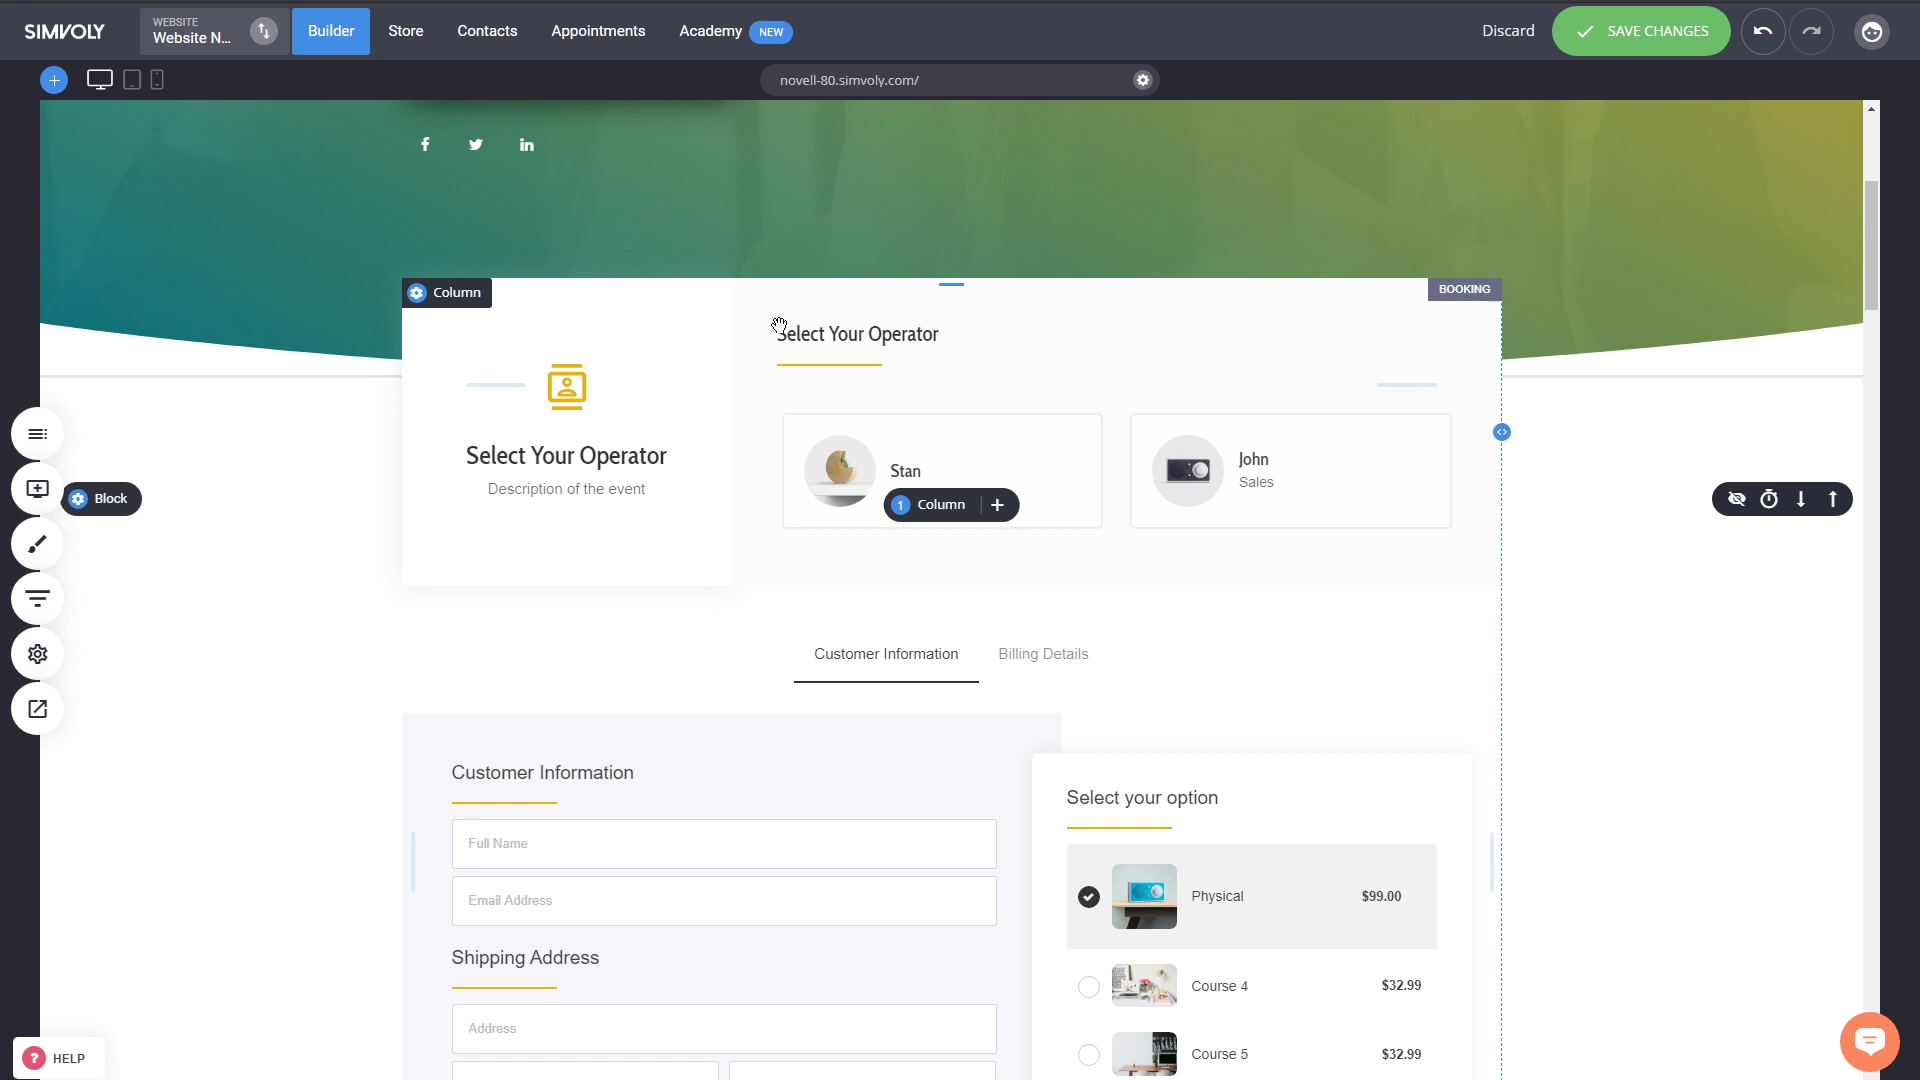 SIMVOLY
WEBSITE
Website N...
Builder
Store
Contacts
Appointments
Academy
NEW
Discard
SAVE CHANGES
novell-80.simvoly.com/
Column
BOOKING
Select Your Operator
Select Your Operator
Description of the event
Stan
1 Column +
John
Sales
Block
Customer Information
Billing Details
Customer Information
Full Name
Email Address
Shipping Address
Address
Select your option
Physical $99.00
Course 4 $32.99
Course 5 $32.99
? HELP